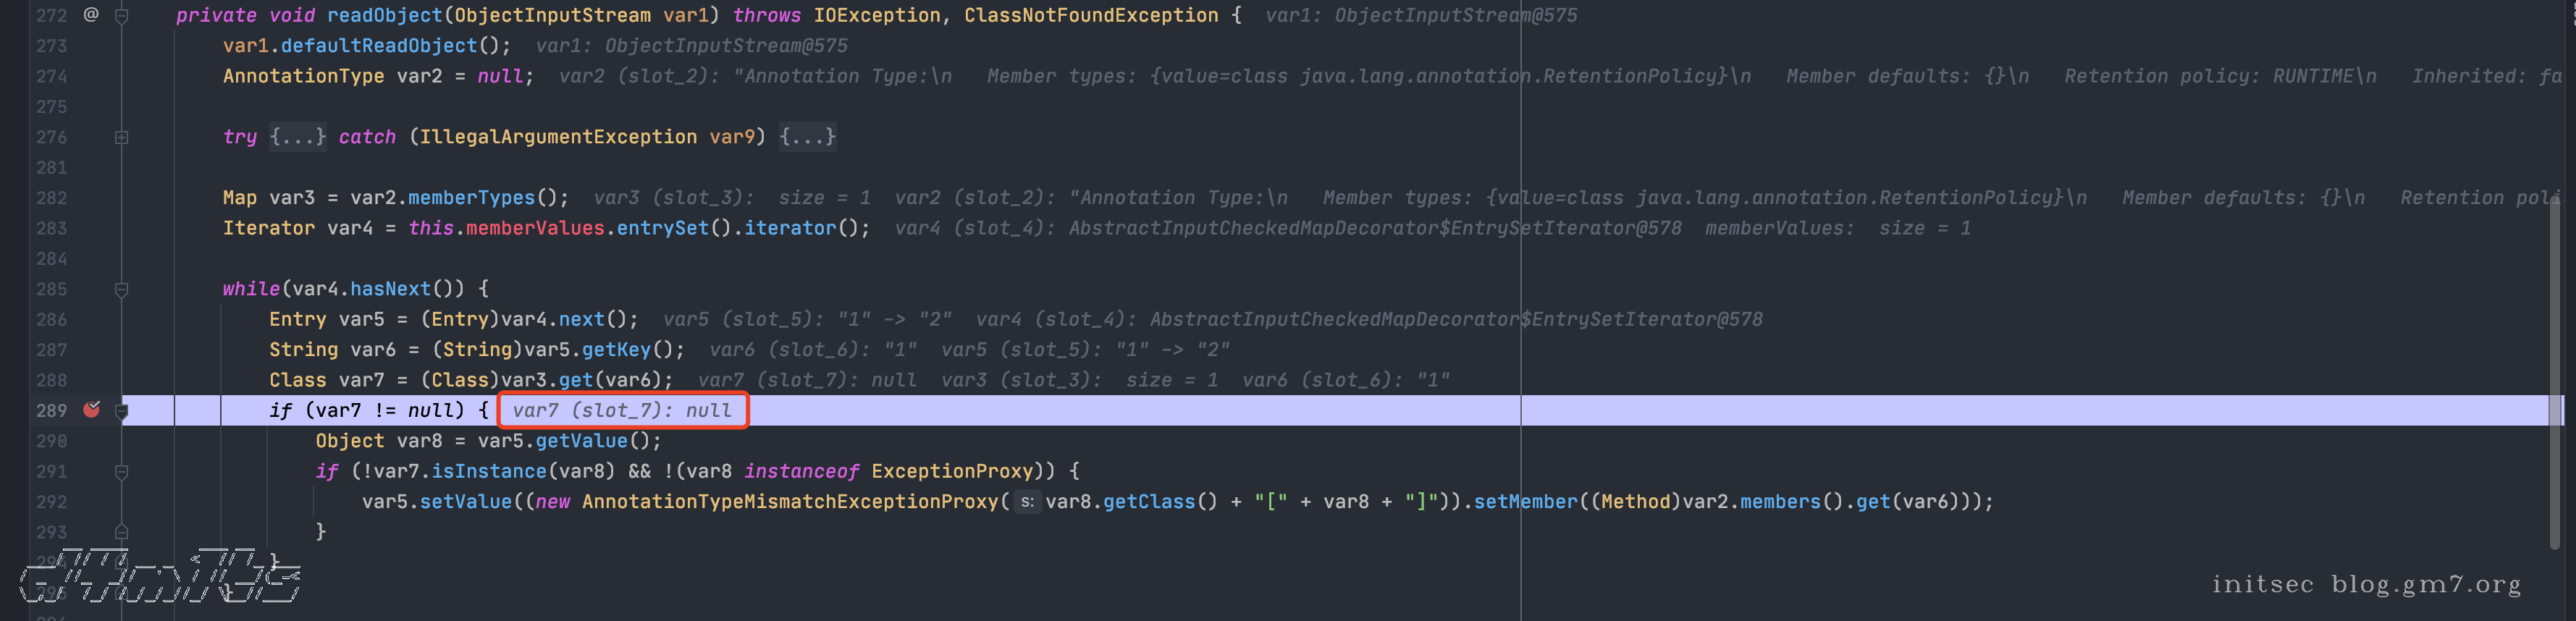 272 @ private void readObject(ObjectInputStream var1) throws IOException, ClassNotFoundException { var1: ObjectInputStream@575
273 var1.defaultReadObject(); var1: ObjectInputStream@575
274 AnnotationType var2 = null; var2 (slot_2): "Annotation Type:\n Member types: {value=class java.lang.annotation.RetentionPolicy}\n Member defaults: {}\n Retention policy: RUNTIME\n Inherited: fa
275
276 try {...} catch (IllegalArgumentException var9) {...}
281
282 Map var3 = var2.memberTypes(); var3 (slot_3): size = 1 var2 (slot_2): "Annotation Type:\n Member types: {value=class java.lang.annotation.RetentionPolicy}\n Member defaults: {}\n Retention poli
283 Iterator var4 = this.memberValues.entrySet().iterator(); var4 (slot_4): AbstractInputCheckedMapDecorator$EntrySetIterator@578 memberValues: size = 1
284
285 while(var4.hasNext()) {
286 Entry var5 = (Entry)var4.next(); var5 (slot_5): "1" -> "2" var4 (slot_4): AbstractInputCheckedMapDecorator$EntrySetIterator@578
287 String var6 = (String)var5.getKey(); var6 (slot_6): "1" var5 (slot_5): "1" -> "2"
288 Class var7 = (Class)var3.get(var6); var7 (slot_7): null var3 (slot_3): size = 1 var6 (slot_6): "1"
289 if (var7 != null) { var7 (slot_7): null
290 Object var8 = var5.getValue();
291 if (!var7.isInstance(var8) && !(var8 instanceof ExceptionProxy)) {
292 var5.setValue((new AnnotationTypeMismatchExceptionProxy( s: var8.getClass() + "[" + var8 + "]")).setMember((Method)var2.members().get(var6)));
293 }
}
}
initsec blog.gm7.org